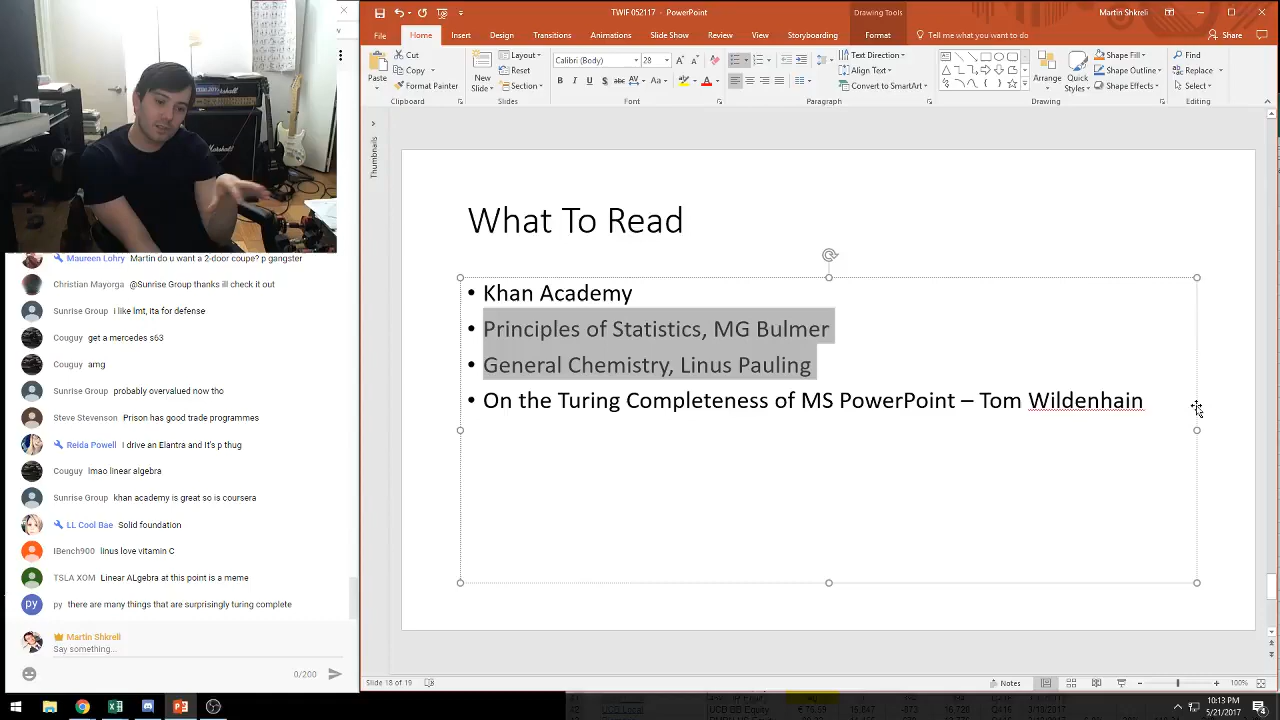 TWIF 052117 - PowerPoint
Drawing Tools
Martin Shkreli
File
Home
Insert
Design
Transitions
Animations
Slide Show
Review
View
Storyboarding
Format
Tell me what you want to do
Share
Paste
Cut
Copy
Format Painter
Clipboard
New Slide
Layout
Reset
Section
Slides
Calibri (Body)
28
Font
Text Direction
Align Text
Convert to SmartArt
Paragraph
Arrange
Quick Styles
Shape Fill
Shape Outline
Shape Effects
Drawing
Find
Replace
Select
Editing
Thumbnails
Marshall
Marshall
What To Read
• Khan Academy
• Principles of Statistics, MG Bulmer
• General Chemistry, Linus Pauling
• On the Turing Completeness of MS PowerPoint – Tom Wildenhain
Maureen Lohry Martin do u want a 2-door coupe? p gangster
Christian Mayorga @Sunrise Group thanks ill check it out
Sunrise Group i like lmt, ita for defense
Couguy get a mercedes s63
Couguy amg
Sunrise Group probably overvalued now tho
Steve Stevenson Prison has good trade programmes
Reida Powell I drive an Elantra and It's p thug
Couguy lmao linear algebra
Sunrise Group khan academy is great so is coursera
LL Cool Bae Solid foundation
IBench900 linus love vitamin C
TSLA XOM Linear ALgebra at this point is a meme
py there are many things that are surprisingly turing complete
Martin Shkreli
Say something...
0/200
Slide 18 of 19
Notes
100%
UCB BB Equity
10:13 PM
5/21/2017